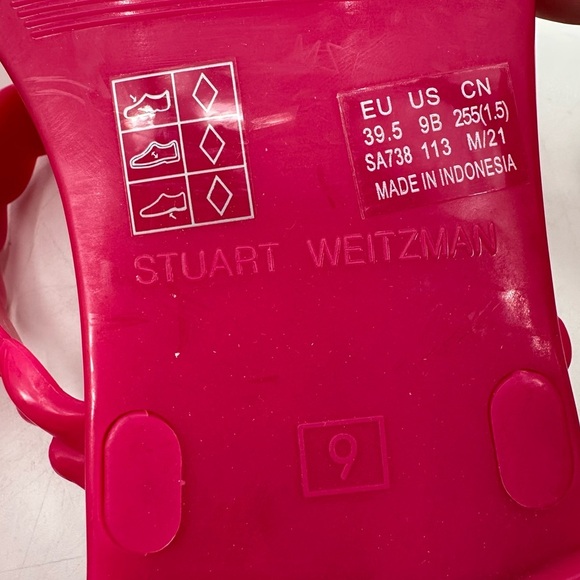 EU US CN
39.5 9B 255(1.5)
SA738 113 M/21
MADE IN INDONESIA
STUART WEITZMAN
9